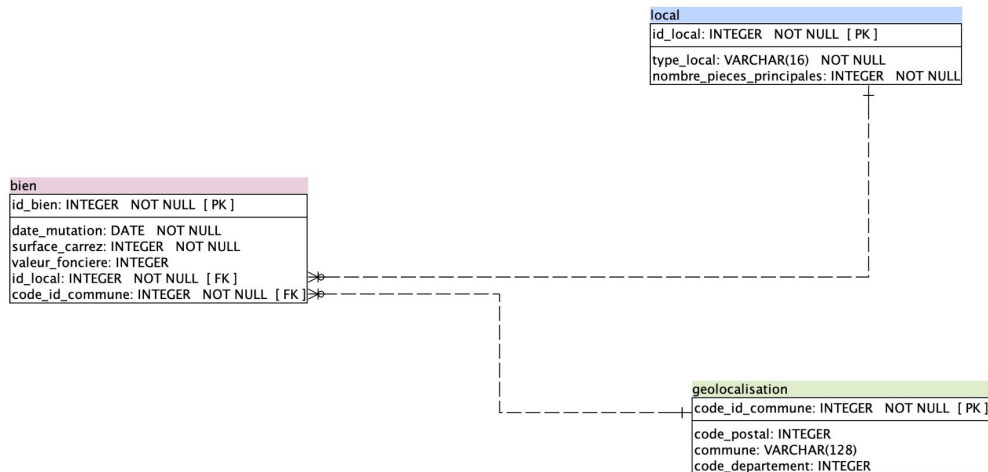 local
id_local: INTEGER NOT NULL [ PK ]
type_local: VARCHAR(16) NOT NULL
nombre_pieces_principales: INTEGER NOT NULL
bien
id_bien: INTEGER NOT NULL [ PK ]
date_mutation: DATE NOT NULL
surface_carrez: INTEGER NOT NULL
valeur_fonciere: INTEGER
id_local: INTEGER NOT NULL [ FK ]
code_id_commune: INTEGER NOT NULL [ FK ]
geolocalisation
code_id_commune: INTEGER NOT NULL [ PK ]
code_postal: INTEGER
commune: VARCHAR(128)
code_departement: INTEGER